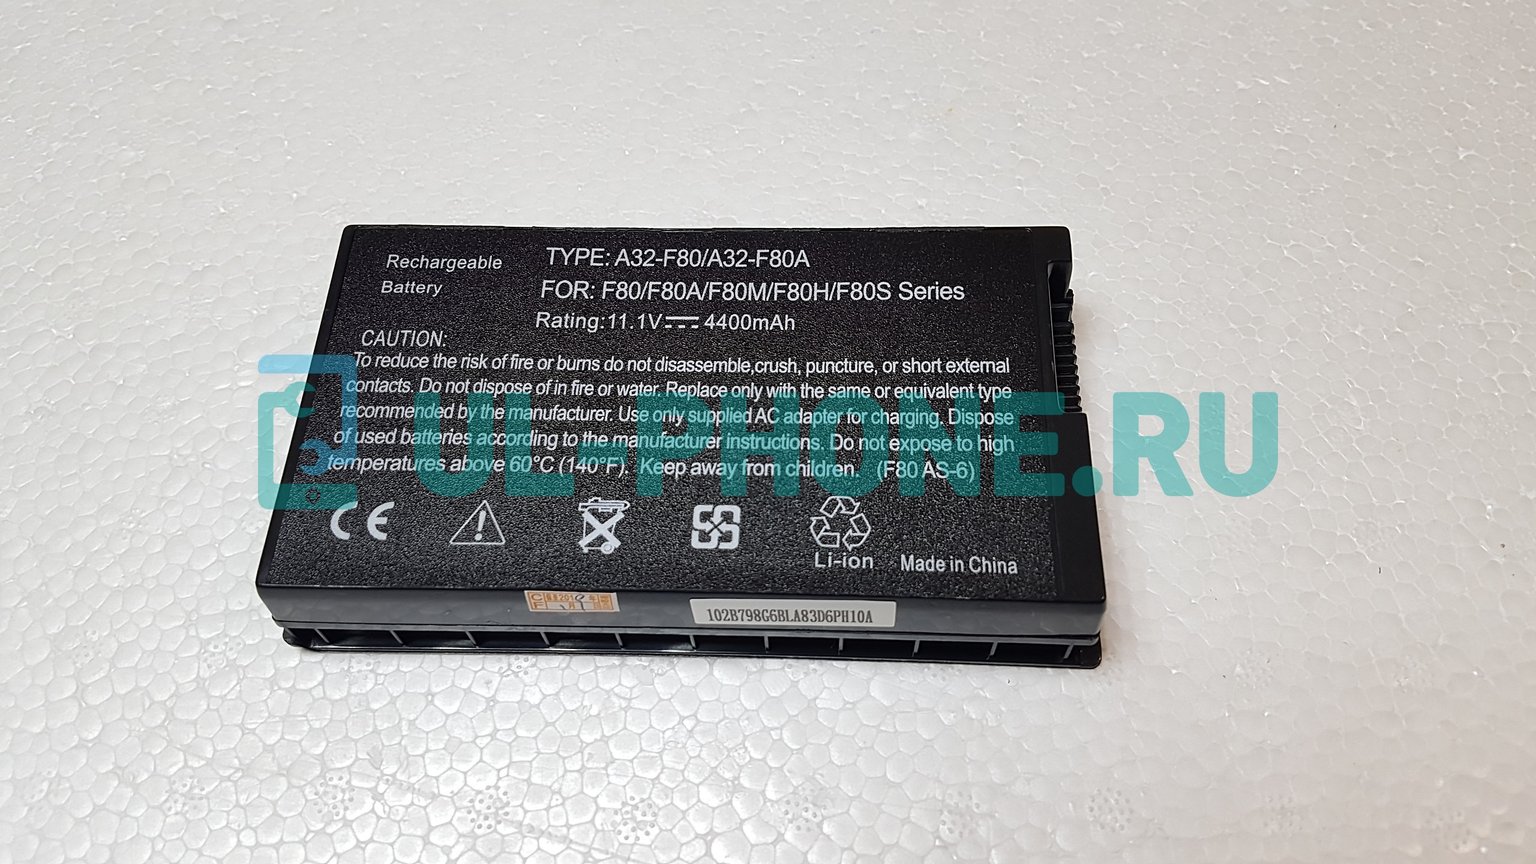 Rechargeable
Battery
TYPE: A32-F80/A32-F80A
FOR: F80/F80A/F80M/F80H/F80S Series
Rating:11.1V 4400mAh
CAUTION:
To reduce the risk of fire or burns do not disassemble,crush, puncture, or short external
contacts. Do not dispose of in fire or water. Replace only with the same or equivalent type
recommended by the manufacturer. Use only supplied AC adapter for charging. Dispose
of used batteries according to the manufacturer instructions. Do not expose to high
temperatures above 60°C (140°F). Keep away from children. (F80 AS-6)
UL-PHONE.RU
CE
Li-ion
Made in China
102B798G6BLA83D6PH10A